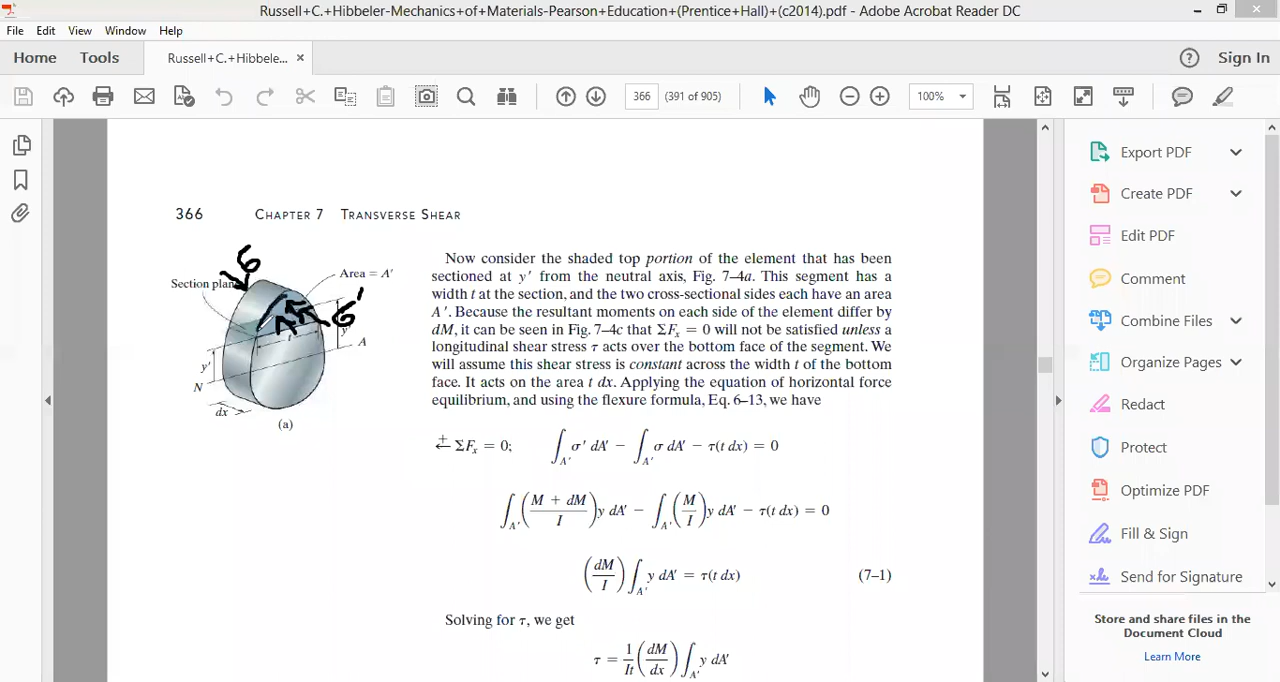 Russell+C.+Hibbeler-Mechanics+of+Materials-Pearson+Education+(Prentice+Hall)+(c2014).pdf - Adobe Acrobat Reader DC
File Edit View Window Help
Home Tools Russell+C.+Hibbele... × Sign In
366 (391 of 905) 100%
366 CHAPTER 7 TRANSVERSE SHEAR
Now consider the shaded top portion of the element that has been
sectioned at y′ from the neutral axis, Fig. 7–4a. This segment has a
width t at the section, and the two cross-sectional sides each have an area
A′. Because the resultant moments on each side of the element differ by
dM, it can be seen in Fig. 7–4c that ΣFₓ = 0 will not be satisfied unless a
longitudinal shear stress τ acts over the bottom face of the segment. We
will assume this shear stress is constant across the width t of the bottom
face. It acts on the area t dx. Applying the equation of horizontal force
equilibrium, and using the flexure formula, Eq. 6–13, we have
σ
Section plane
Area = A′
σ′
y′
t
A
y′
N
dx
(a)
⃖+ ΣFₓ = 0; ∫A′ σ′ dA′ − ∫A′ σ dA′ − τ(t dx) = 0
∫A′ ((M + dM)/I) y dA′ − ∫A′ (M/I) y dA′ − τ(t dx) = 0
(dM/I) ∫A′ y dA′ = τ(t dx) (7–1)
Solving for τ, we get
τ = 1/It (dM/dx) ∫A′ y dA′
Export PDF
Create PDF
Edit PDF
Comment
Combine Files
Organize Pages
Redact
Protect
Optimize PDF
Fill & Sign
Send for Signature
Store and share files in the
Document Cloud
Learn More